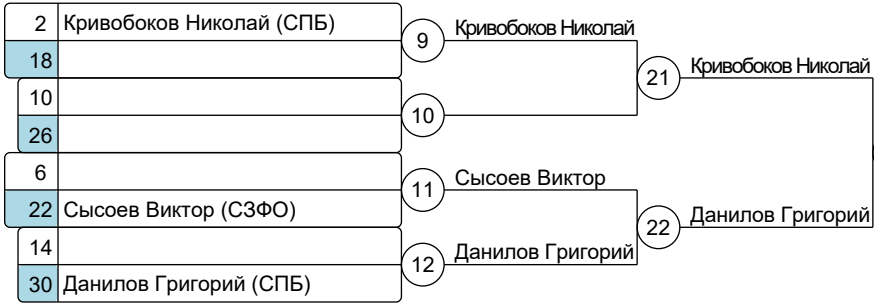 2 Кривобоков Николай (СПБ)
18
10
26
6
22 Сысоев Виктор (СЗФО)
14
30 Данилов Григорий (СПБ)
9 Кривобоков Николай
10
11 Сысоев Виктор
12 Данилов Григорий
21 Кривобоков Николай
22 Данилов Григорий